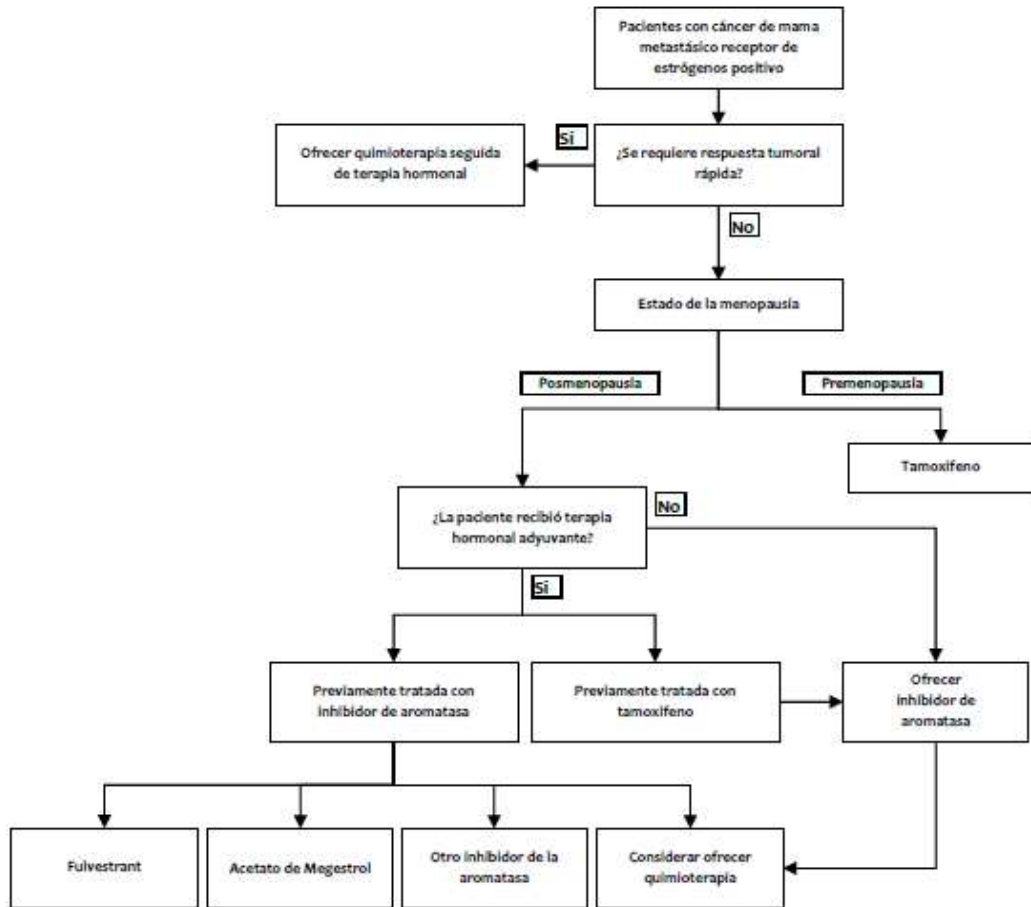 Pacientes con cáncer de mama
metastásico receptor de
estrógenos positivo
Sí
Ofrecer quimioterapia seguida
de terapia hormonal
¿Se requiere respuesta tumoral
rápida?
No
Estado de la menopausia
Posmenopausia
Premenopausia
Tamoxifeno
¿La paciente recibió terapia
hormonal adyuvante?
No
Sí
Previamente tratada con
inhibidor de aromatasa
Previamente tratada con
tamoxifeno
Ofrecer
inhibidor de
aromatasa
Fulvestrant
Acetato de Megestrol
Otro inhibidor de la
aromatasa
Considerar ofrecer
quimioterapia